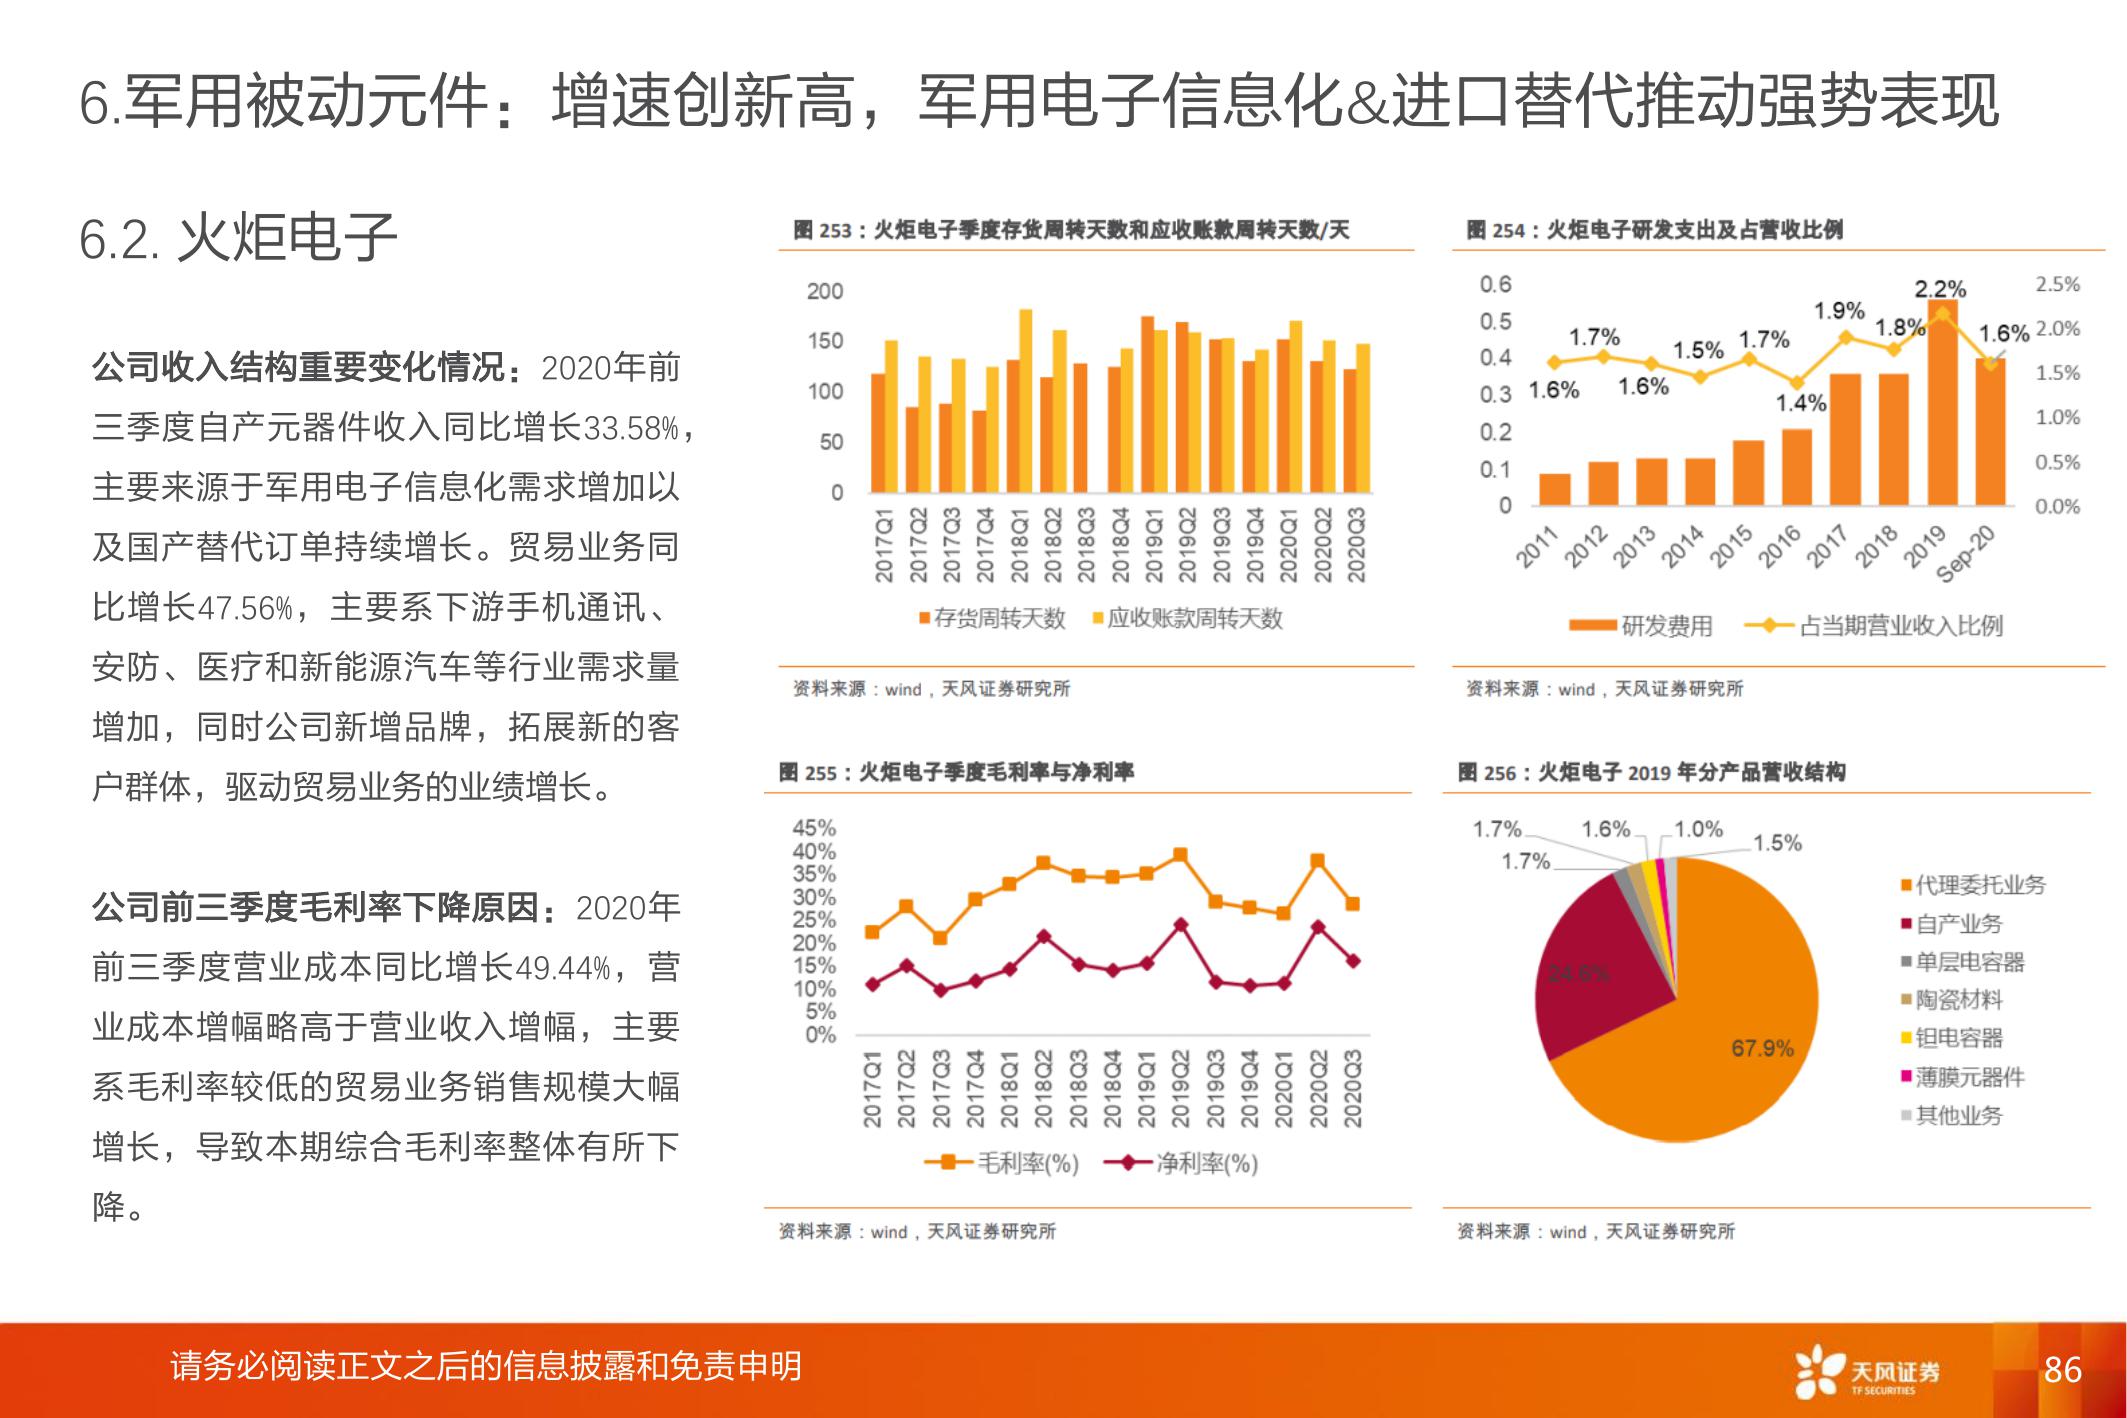 6.军用被动元件：增速创新高，军用电子信息化&进口替代推动强势表现
6.2. 火炬电子
公司收入结构重要变化情况：2020年前
三季度自产元器件收入同比增长33.58%，
主要来源于军用电子信息化需求增加以
及国产替代订单持续增长。贸易业务同
比增长47.56%，主要系下游手机通讯、
安防、医疗和新能源汽车等行业需求量
增加，同时公司新增品牌，拓展新的客
户群体，驱动贸易业务的业绩增长。
公司前三季度毛利率下降原因：2020年
前三季度营业成本同比增长49.44%，营
业成本增幅略高于营业收入增幅，主要
系毛利率较低的贸易业务销售规模大幅
增长，导致本期综合毛利率整体有所下
降。
图 253：火炬电子季度存货周转天数和应收账款周转天数/天
200
150
100
50
0
2017Q1
2017Q2
2017Q3
2017Q4
2018Q1
2018Q2
2018Q3
2018Q4
2019Q1
2019Q2
2019Q3
2019Q4
2020Q1
2020Q2
2020Q3
存货周转天数
应收账款周转天数
资料来源：wind，天风证券研究所
图 254：火炬电子研发支出及占营收比例
0.6
0.5
0.4
0.3
0.2
0.1
0
2.5%
2.0%
1.5%
1.0%
0.5%
0.0%
1.6%
1.7%
1.6%
1.5%
1.7%
1.4%
1.9%
1.8%
2.2%
1.6%
2011
2012
2013
2014
2015
2016
2017
2018
2019
Sep-20
研发费用
占当期营业收入比例
资料来源：wind，天风证券研究所
图 255：火炬电子季度毛利率与净利率
45%
40%
35%
30%
25%
20%
15%
10%
5%
0%
2017Q1
2017Q2
2017Q3
2017Q4
2018Q1
2018Q2
2018Q3
2018Q4
2019Q1
2019Q2
2019Q3
2019Q4
2020Q1
2020Q2
2020Q3
毛利率(%)
净利率(%)
资料来源：wind，天风证券研究所
图 256：火炬电子 2019 年分产品营收结构
1.7%
1.6%
1.0%
1.5%
1.7%
24.6%
67.9%
代理委托业务
自产业务
单层电容器
陶瓷材料
钽电容器
薄膜元器件
其他业务
资料来源：wind，天风证券研究所
请务必阅读正文之后的信息披露和免责申明
天风证券
TF SECURITIES
86